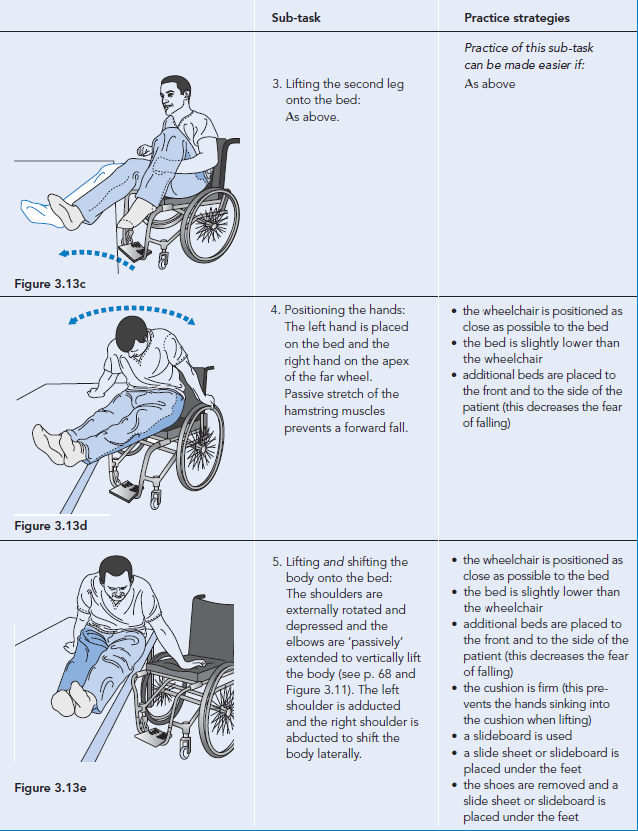 Sub-task
Practice strategies
Practice of this sub-task
can be made easier if:
3. Lifting the second leg
onto the bed:
As above.
As above
Figure 3.13c
4. Positioning the hands:
The left hand is placed
on the bed and the
right hand on the apex
of the far wheel.
Passive stretch of the
hamstring muscles
prevents a forward fall.
• the wheelchair is positioned as
close as possible to the bed
• the bed is slightly lower than
the wheelchair
• additional beds are placed to
the front and to the side of the
patient (this decreases the fear
of falling)
Figure 3.13d
5. Lifting and shifting the
body onto the bed:
The shoulders are
externally rotated and
depressed and the
elbows are ‘passively’
extended to vertically lift
the body (see p. 68 and
Figure 3.11). The left
shoulder is adducted
and the right shoulder is
abducted to shift the
body laterally.
• the wheelchair is positioned as
close as possible to the bed
• the bed is slightly lower than
the wheelchair
• additional beds are placed to
the front and to the side of the
patient (this decreases the fear
of falling)
• the cushion is firm (this pre-
vents the hands sinking into
the cushion when lifting)
• a slideboard is used
• a slide sheet or slideboard is
placed under the feet
• the shoes are removed and a
slide sheet or slideboard is
placed under the feet
Figure 3.13e